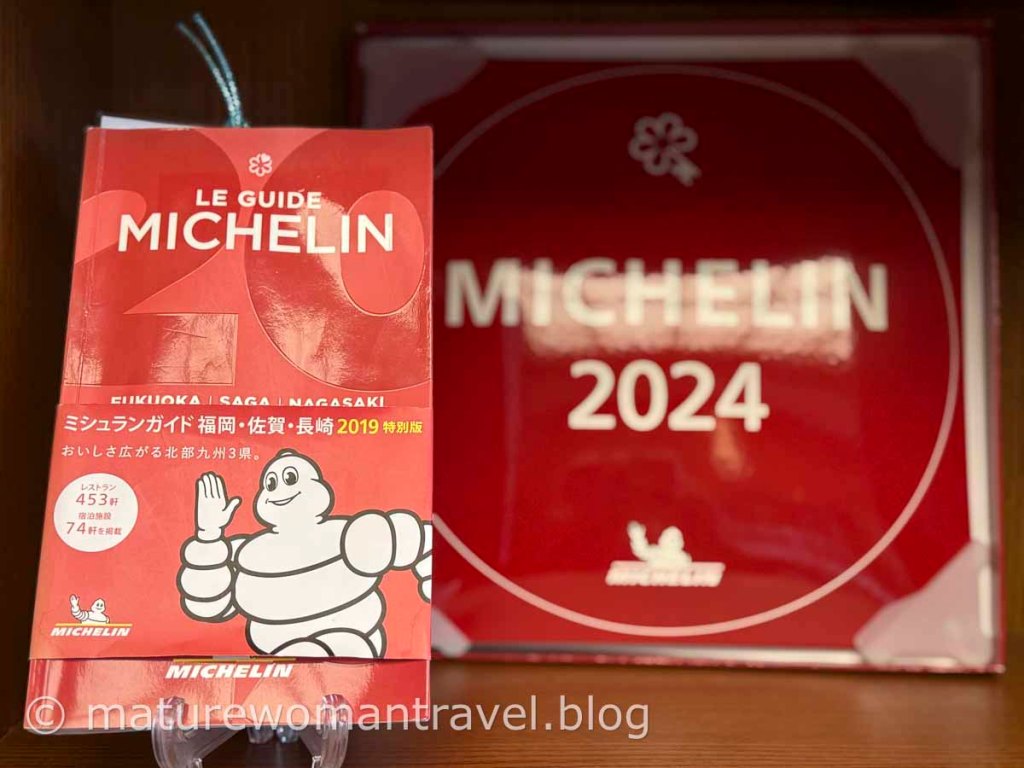 LE GUIDE
MICHELIN
20
FUKUOKA | SAGA | NAGASAKI
ミシュランガイド 福岡・佐賀・長崎 2019 特別版
おいしさ広がる北部九州3県。
レストラン
453軒
宿泊施設
74軒を掲載
MICHELIN
MICHELIN
MICHELIN
2024
MICHELIN
© maturewomantravel.blog